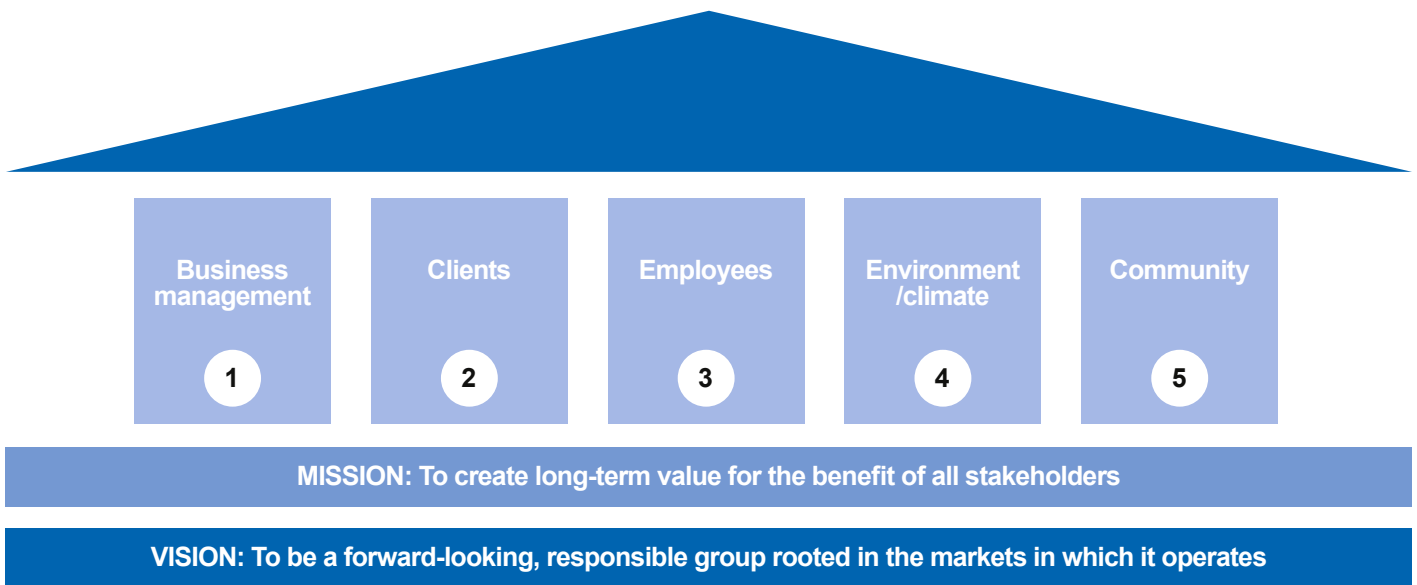 Business
management
1
Clients
2
Employees
3
Environment
/climate
4
Community
5
MISSION: To create long-term value for the benefit of all stakeholders
VISION: To be a forward-looking, responsible group rooted in the markets in which it operates